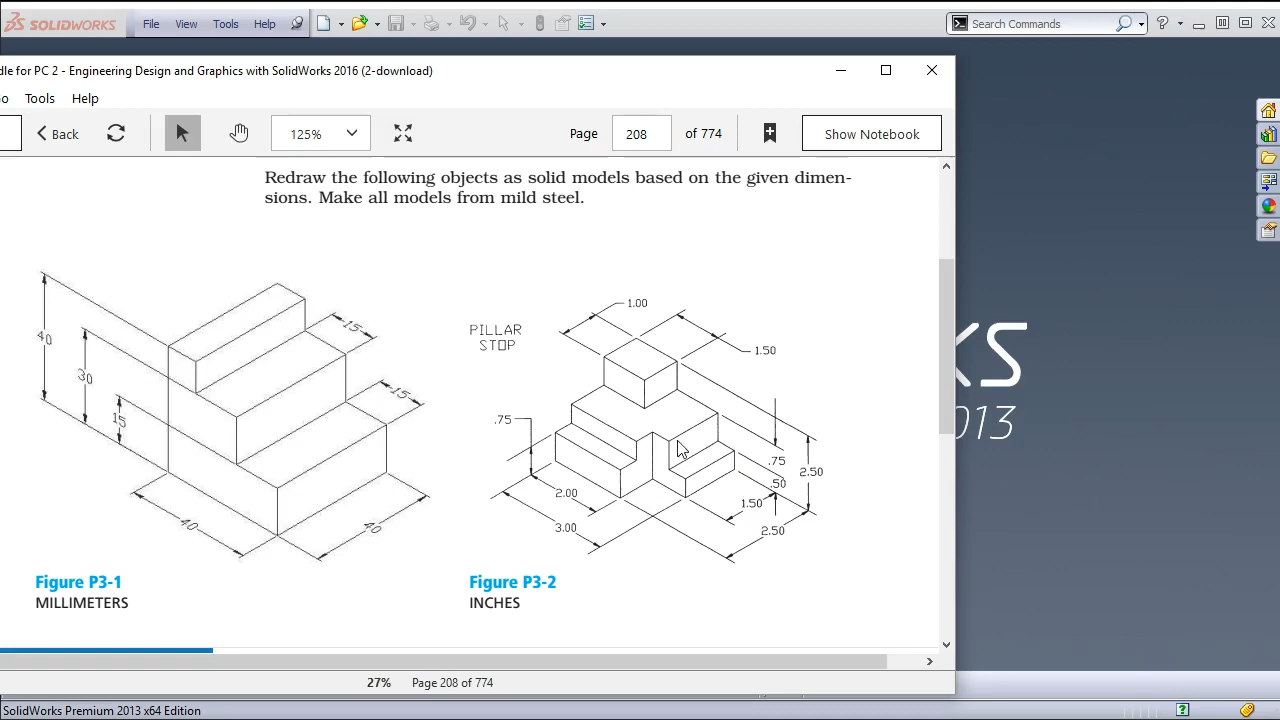 SOLIDWORKS File View Tools Help Search Commands ?
dle for PC 2 - Engineering Design and Graphics with SolidWorks 2016 (2-download)
o Tools Help
Back 125% Page 208 of 774 Show Notebook
Redraw the following objects as solid models based on the given dimen-
sions. Make all models from mild steel.
40
30
15
15
15
40
40
PILLAR
STOP
1.00
1.50
.75
2.00
3.00
.75
.50
2.50
1.50
2.50
KS
2013
Figure P3-1
MILLIMETERS
Figure P3-2
INCHES
27% Page 208 of 774
SolidWorks Premium 2013 x64 Edition
?